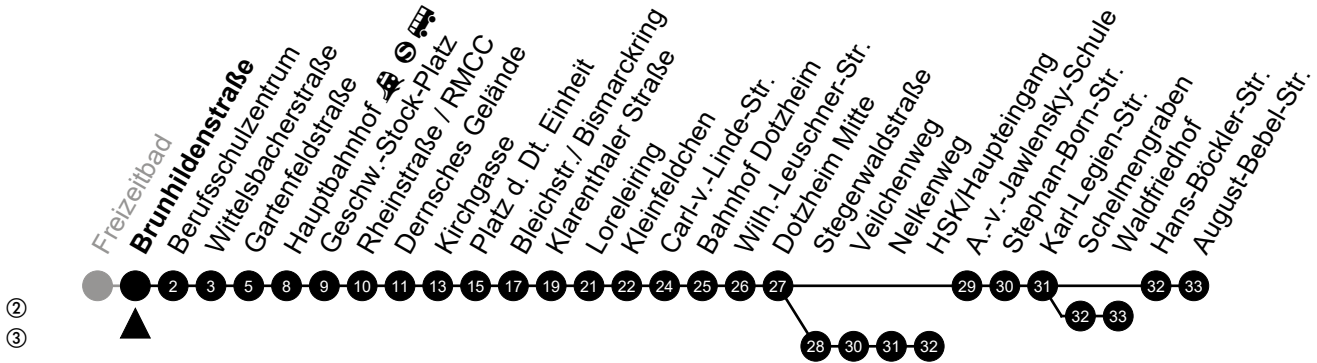 Freizeitbad
Brunhildenstraße
Berufsschulzentrum
Wittelsbacherstraße
Gartenfeldstraße
Hauptbahnhof S
Geschw.-Stock-Platz
Rheinstraße / RMCC
Dernsches Gelände
Kirchgasse
Platz d. Dt. Einheit
Bleichstr./ Bismarckring
Klarenthaler Straße
Loreleiring
Kleinfeldchen
Carl-v.-Linde-Str.
Bahnhof Dotzheim
Wilh.-Leuschner-Str.
Dotzheim Mitte
Stegerwaldstraße
Veilchenweg
Nelkenweg
HSK/Haupteingang
A.-v.-Jawlensky-Schule
Stephan-Born-Str.
Karl-Legien-Str.
Schelmengraben
Waldfriedhof
Hans-Böckler-Str.
August-Bebel-Str.
2 3 5 8 9 10 11 13 15 17 19 21 22 24 25 26 27 29 30 31 32 33
② 32 33
③ 28 30 31 32